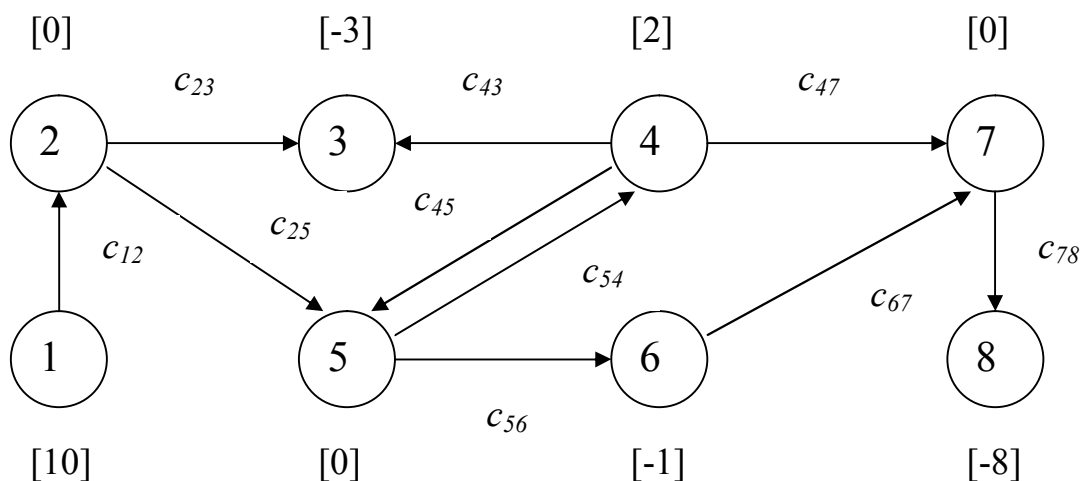 [0] [-3] [2] [0]
c23 c43 c47
2 3 4 7
c12 c25 c45 c54 c67 c78
1 5 6 8
c56
[10] [0] [-1] [-8]